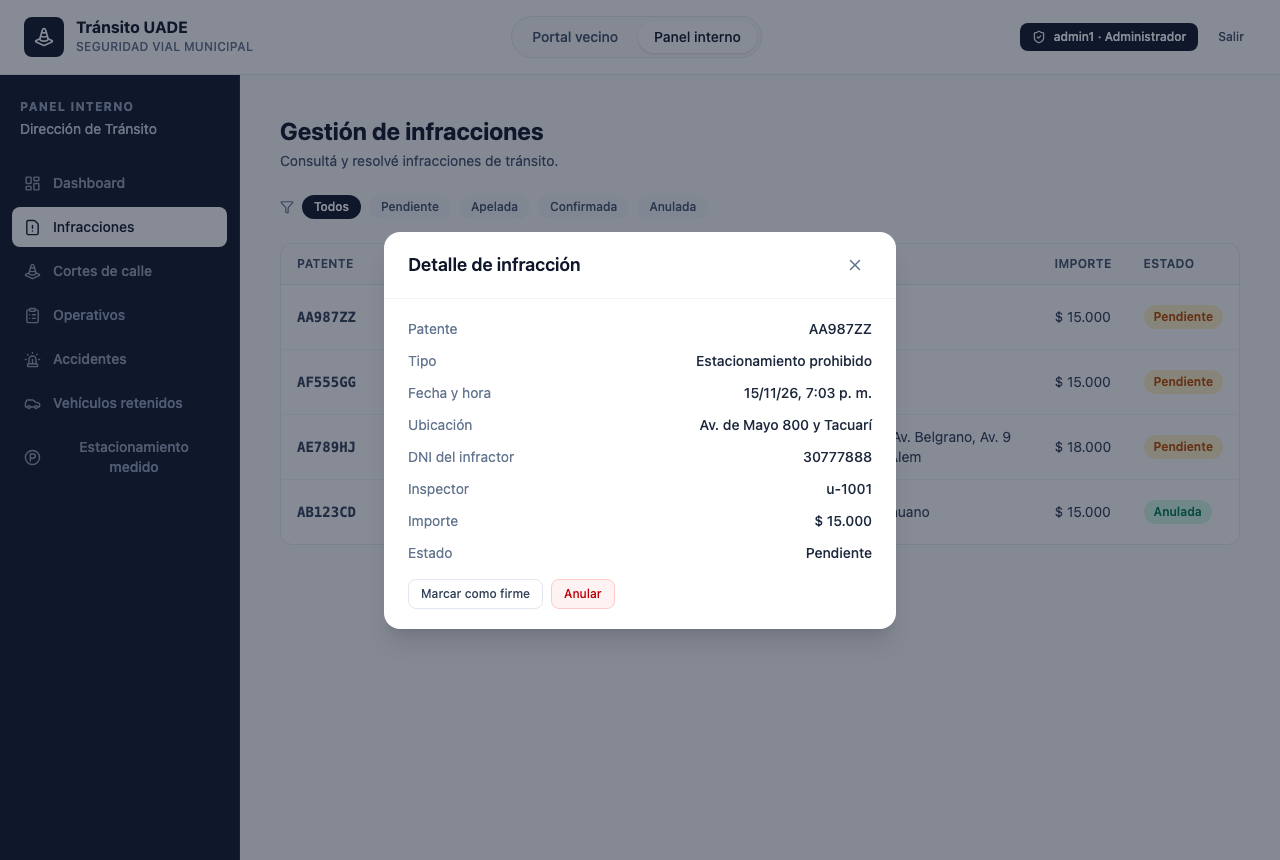 Tránsito UADE
SEGURIDAD VIAL MUNICIPAL
Portal vecino
Panel interno
admin1 · Administrador
Salir
PANEL INTERNO
Dirección de Tránsito
Dashboard
Infracciones
Cortes de calle
Operativos
Accidentes
Vehículos retenidos
Estacionamiento
medido
Gestión de infracciones
Consultá y resolvé infracciones de tránsito.
Todos
Pendiente
Apelada
Confirmada
Anulada
PATENTE
IMPORTE
ESTADO
AA987ZZ
$ 15.000
Pendiente
AF555GG
$ 15.000
Pendiente
AE789HJ
Av. Belgrano, Av. 9
$ 18.000
Pendiente
AB123CD
$ 15.000
Anulada
Detalle de infracción
Patente
AA987ZZ
Tipo
Estacionamiento prohibido
Fecha y hora
15/11/26, 7:03 p. m.
Ubicación
Av. de Mayo 800 y Tacuarí
DNI del infractor
30777888
Inspector
u-1001
Importe
$ 15.000
Estado
Pendiente
Marcar como firme
Anular